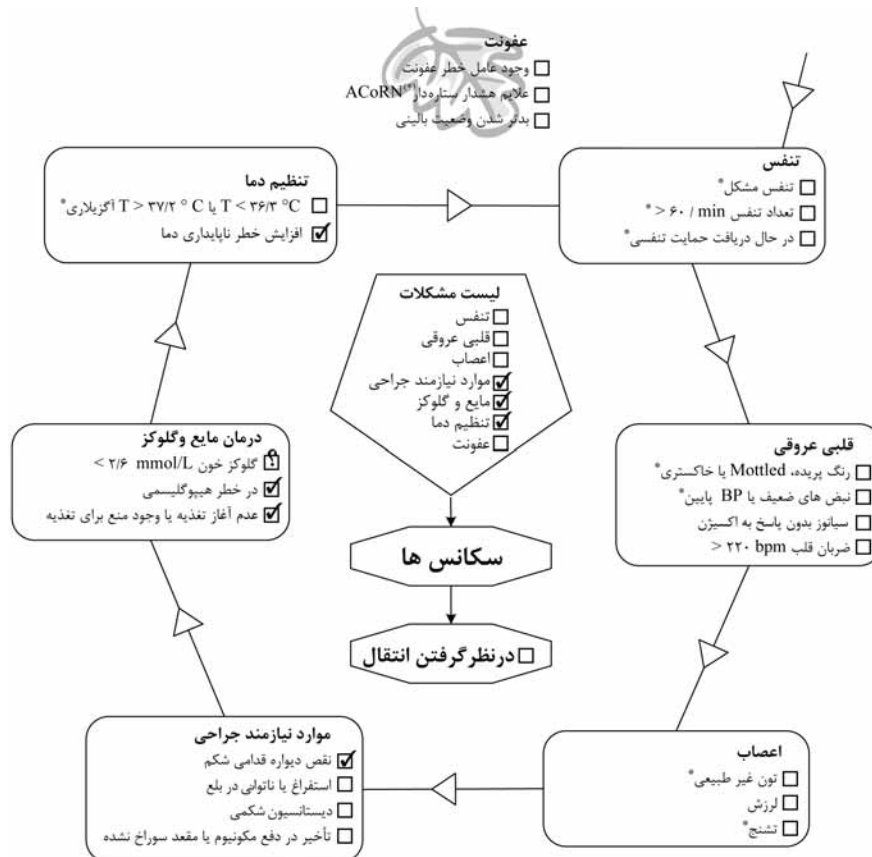 عفونت
وجود عامل خطر عفونت
علایم هشدار ستاره‌دار ACoRN(*)
بدتر شدن وضعیت بالینی
تنفس
تنفس مشکل*
تعداد تنفس ۶۰ / min < *
در حال دریافت حمایت تنفسی*
قلبی عروقی
رنگ پریده، Mottled یا خاکستری*
نبض های ضعیف یا BP پایین*
سیانوز بدون پاسخ به اکسیژن
ضربان قلب ۲۲۰ bpm <
اعصاب
تون غیر طبیعی*
لرزش
تشنج*
موارد نیازمند جراحی
نقص دیواره قدامی شکم
استفراغ یا ناتوانی در بلع
دیستانسیون شکمی
تأخیر در دفع مکونیوم یا مقعد سوراخ نشده
درمان مایع وگلوکز
گلوکز خون ۲/۶ mmol/L >
در خطر هیپوگلیسمی
عدم آغاز تغذیه یا وجود منع برای تغذیه
تنظیم دما
T < ۳۶/۳ °C یا T > ۳۷/۲ ° C آگزیلاری*
افزایش خطر ناپایداری دما
لیست مشکلات
تنفس
قلبی عروقی
اعصاب
موارد نیازمند جراحی
مایع و گلوکز
تنظیم دما
عفونت
سکانس ها
درنظرگرفتن انتقال